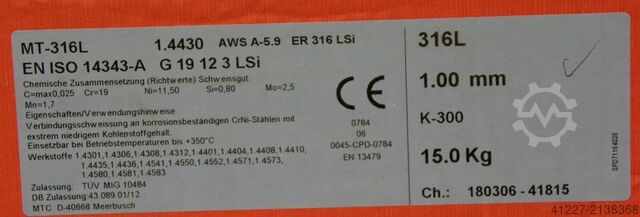 MT-316L 1.4430 AWS A-5.9 ER 316 LSi
EN ISO 14343-A G 19 12 3 LSi
Chemische Zusammensetzung (Richtwerte) Schweissgut:
C=max0,025 Cr=19 Ni=11,50 Si=0,80 Mo=2,5
Mn=1,7
Eigenschaften/Verwendungshinweise
Verbindungsschweissung an korrosionsbeständigen CrNi-Stählen mit
exstrem niedrigem Kohlenstoffgehalt.
Einsetzbar bei Betriebstemperaturen bis +350°C
Werkstoffe 1.4301,1.4306,1.4308,1.4312,1.4401,1.4404,1.4408,1.4410,
1.4435,1.4436,1.4541,1.4550,1.4552,1.4571,1.4573,
1.4580,1.4581,1.4583
Zulassung: TÜV MIG 10484
DB Zulassung: 43.089.01/12
MTC D-40668 Meerbusch
CE
0784
06
0045-CPD-0784
EN 13479
316L
1.00 mm
K-300
15.0 Kg
Ch.: 180306 - 41815
SPD71164026
41227-2138368